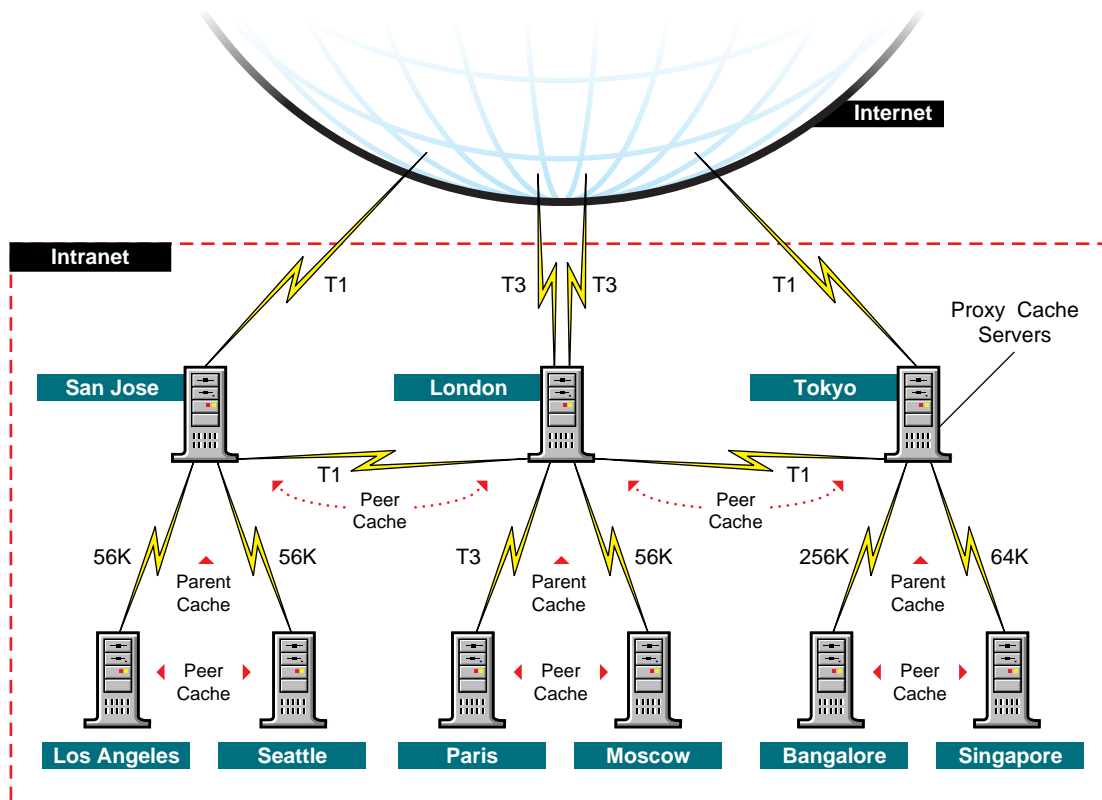 Internet
Intranet
T1
T3
T3
T1
Proxy Cache
Servers
San Jose
London
Tokyo
T1
T1
Peer
Cache
Peer
Cache
56K
56K
T3
56K
256K
64K
Parent
Cache
Parent
Cache
Parent
Cache
Peer
Cache
Peer
Cache
Peer
Cache
Los Angeles
Seattle
Paris
Moscow
Bangalore
Singapore